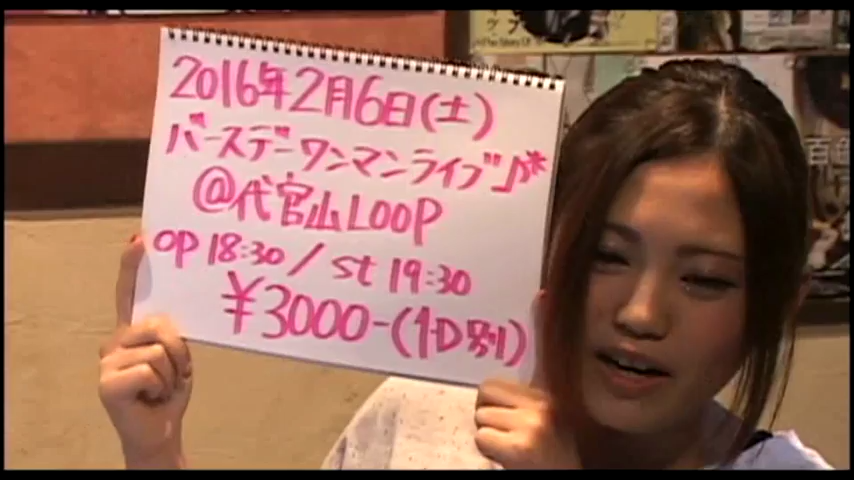 2016年2月6日(土)
バースデーワンマンライブ♪*
@代官山LOOP
op 18:30 / st 19:30
¥3000-(1D別)
百色